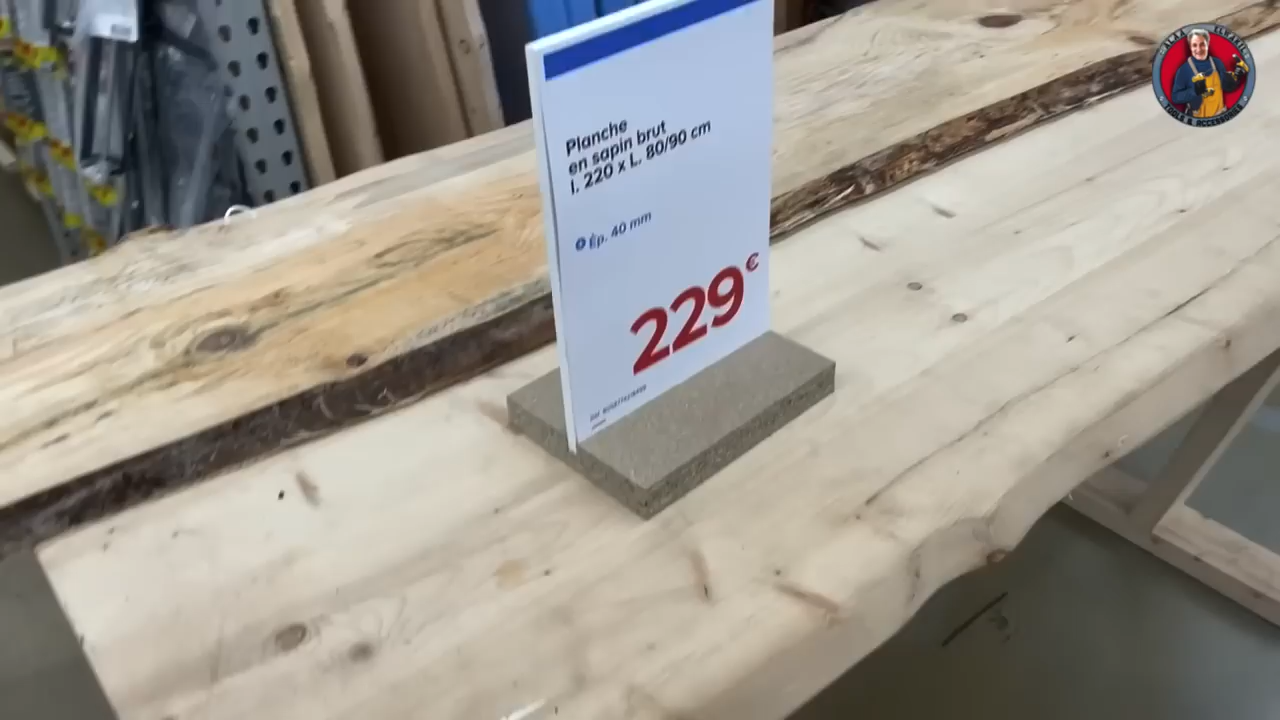 Planche
en sapin brut
l. 220 x L. 80/90 cm
Ép. 40 mm
229€